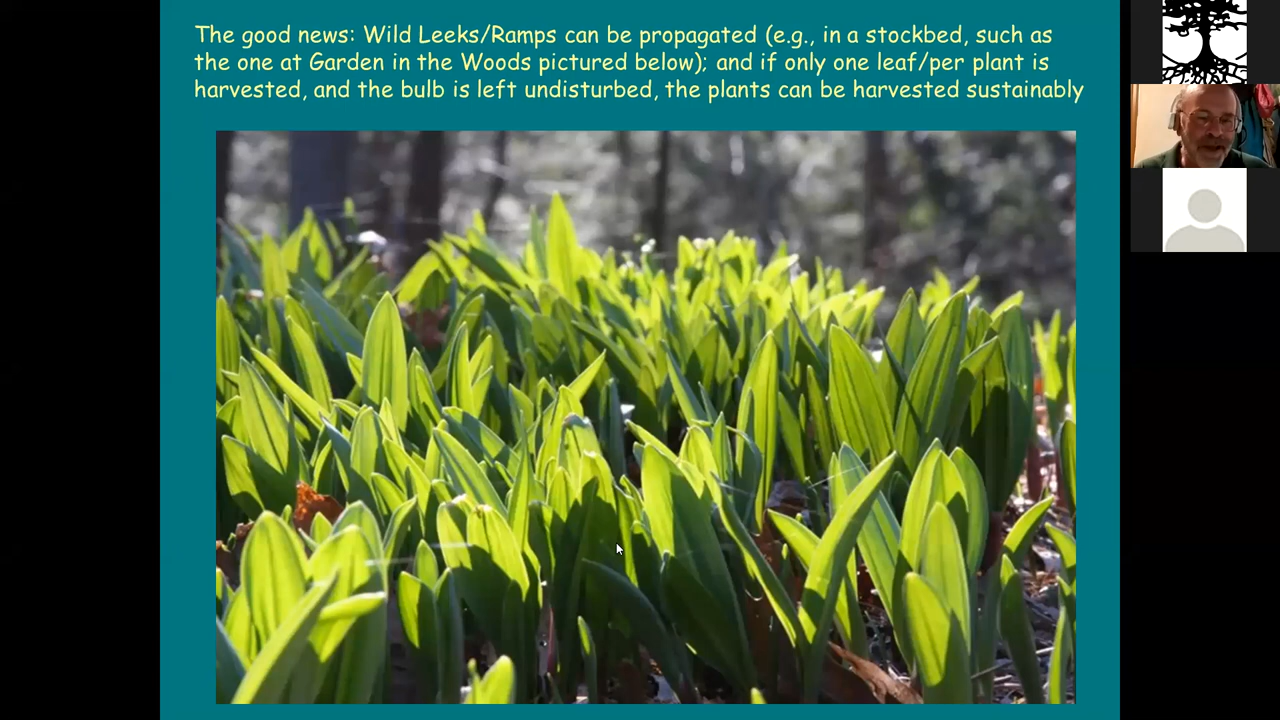 The good news: Wild Leeks/Ramps can be propagated (e.g., in a stockbed, such as
the one at Garden in the Woods pictured below); and if only one leaf/per plant is
harvested, and the bulb is left undisturbed, the plants can be harvested sustainably